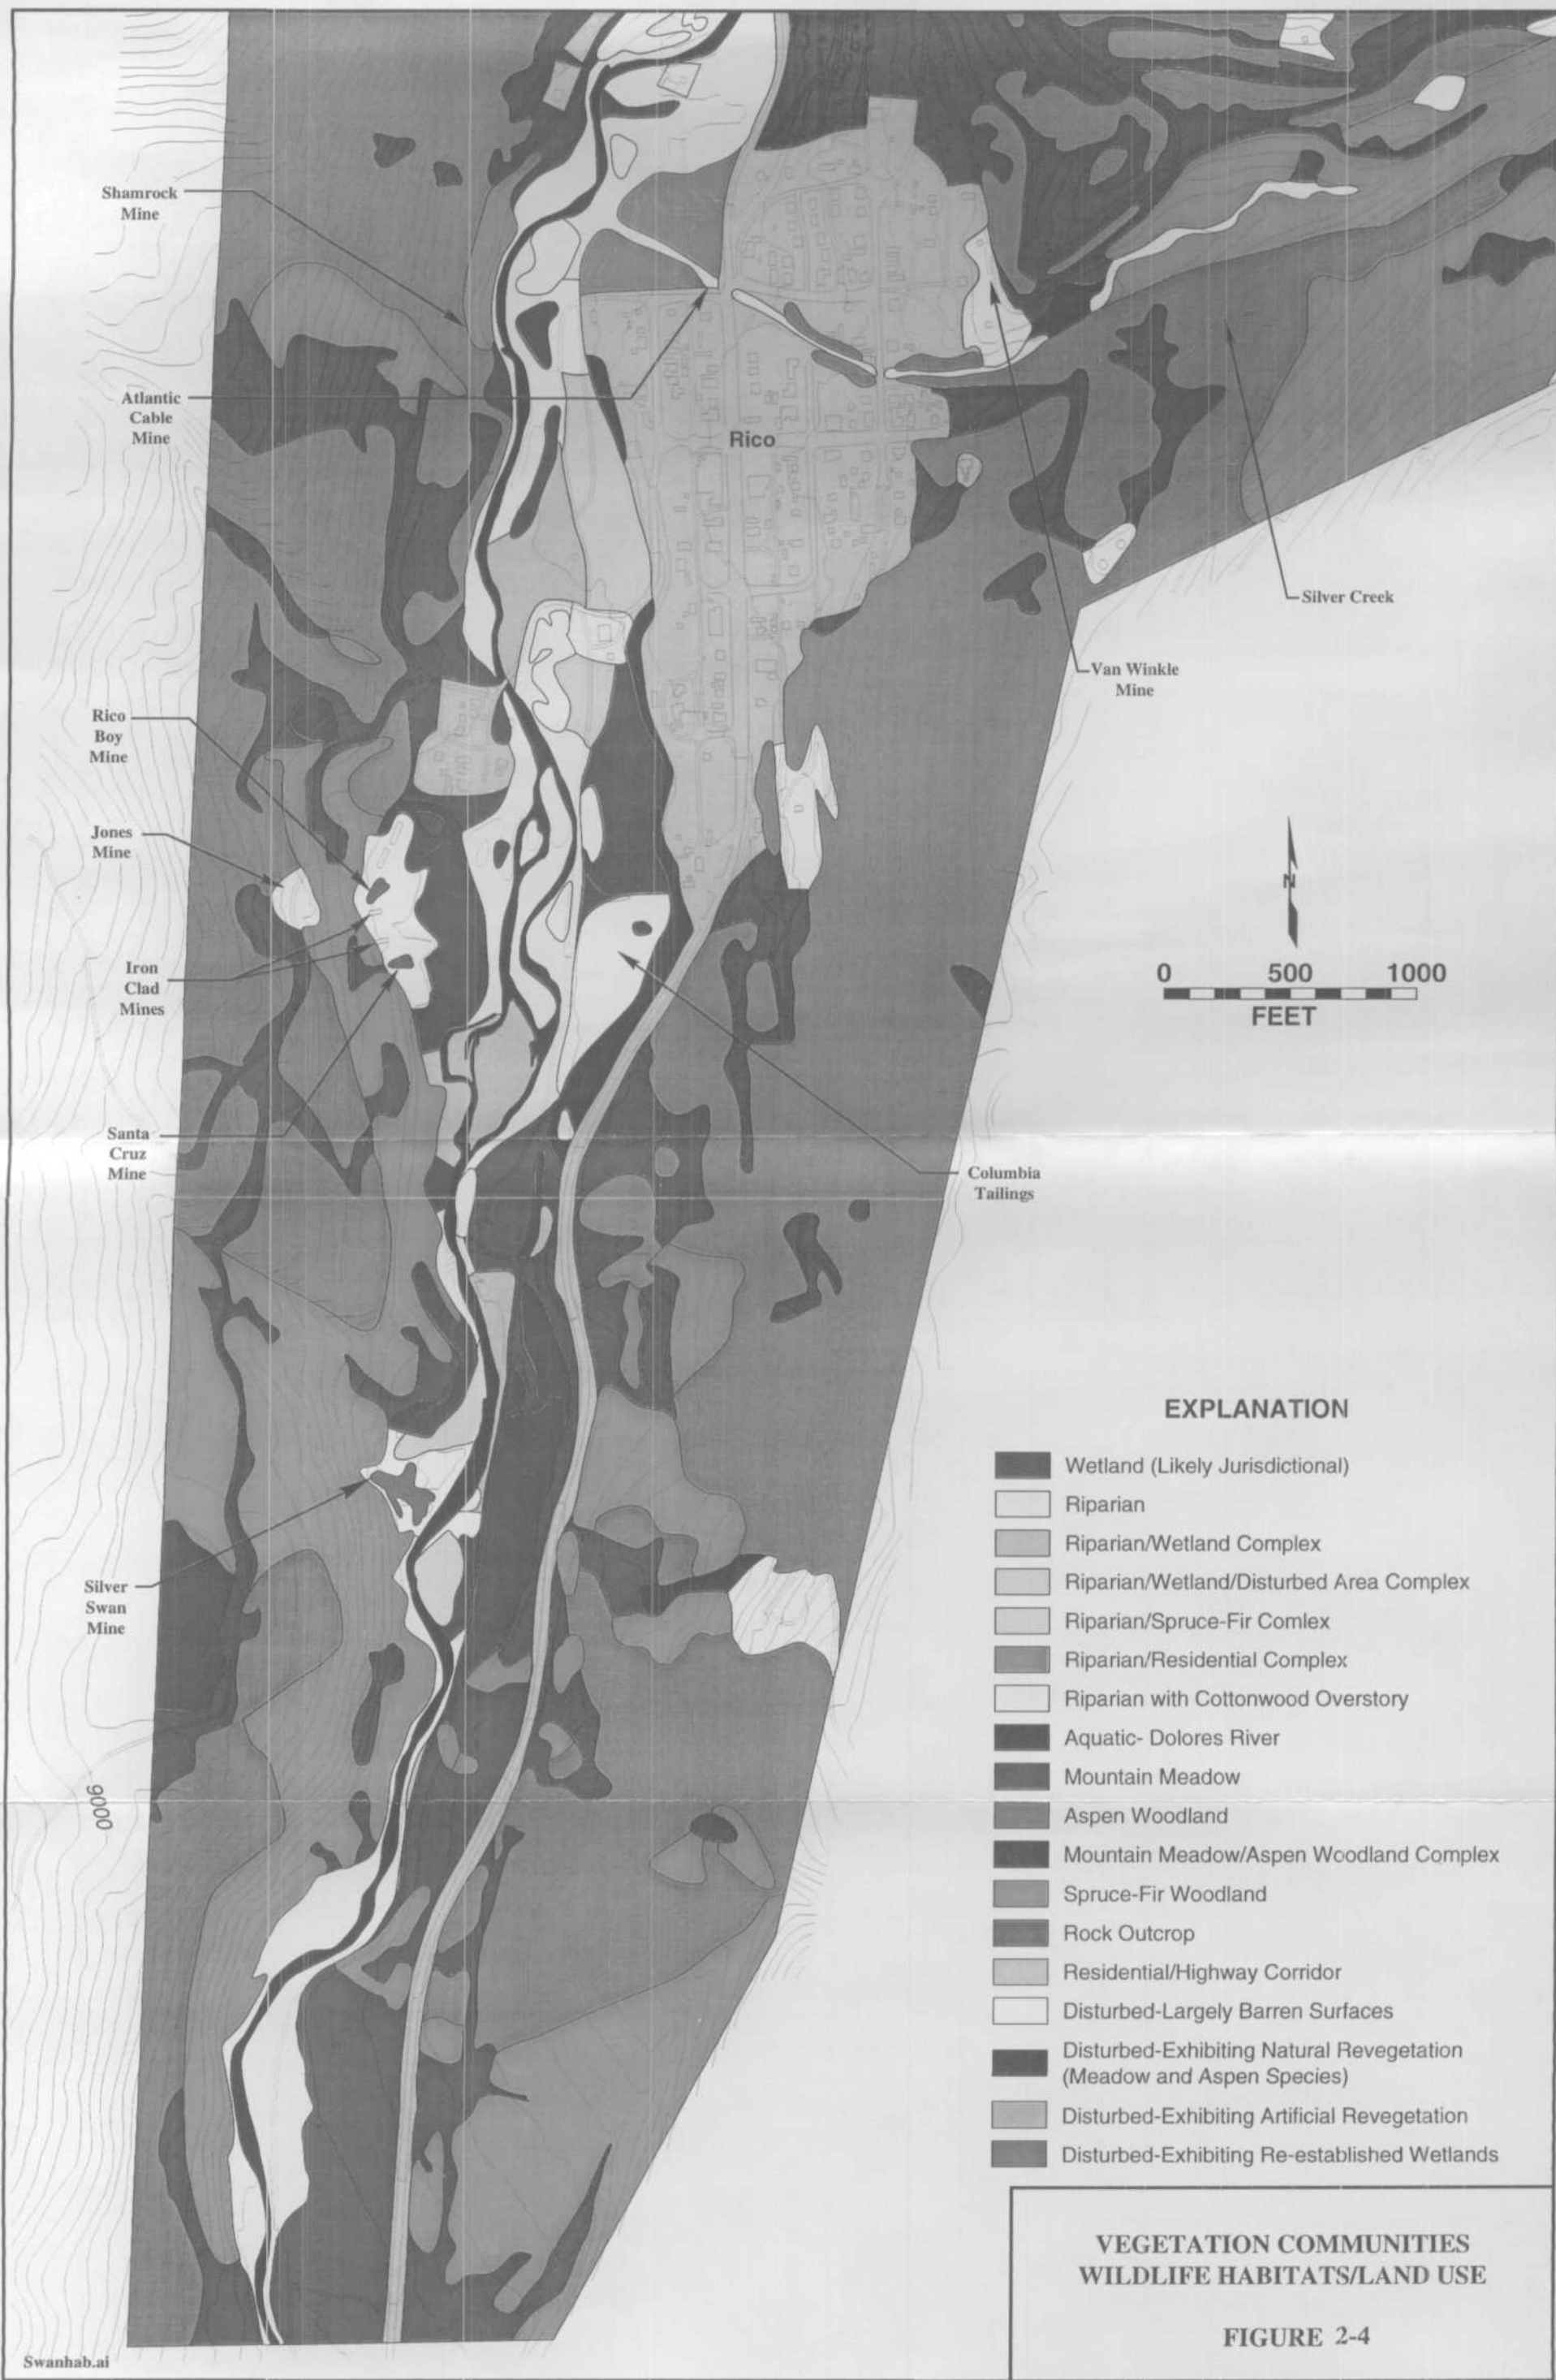 Shamrock
Mine
Atlantic
Cable
Mine
Rico
Silver Creek
Van Winkle
Mine
Rico
Boy
Mine
Jones
Mine
Iron
Clad
Mines
N
0 500 1000
FEET
Santa
Cruz
Mine
Columbia
Tailings
Silver
Swan
Mine
9000
EXPLANATION
Wetland (Likely Jurisdictional)
Riparian
Riparian/Wetland Complex
Riparian/Wetland/Disturbed Area Complex
Riparian/Spruce-Fir Comlex
Riparian/Residential Complex
Riparian with Cottonwood Overstory
Aquatic- Dolores River
Mountain Meadow
Aspen Woodland
Mountain Meadow/Aspen Woodland Complex
Spruce-Fir Woodland
Rock Outcrop
Residential/Highway Corridor
Disturbed-Largely Barren Surfaces
Disturbed-Exhibiting Natural Revegetation
(Meadow and Aspen Species)
Disturbed-Exhibiting Artificial Revegetation
Disturbed-Exhibiting Re-established Wetlands
VEGETATION COMMUNITIES
WILDLIFE HABITATS/LAND USE
FIGURE 2-4
Swanhab.ai